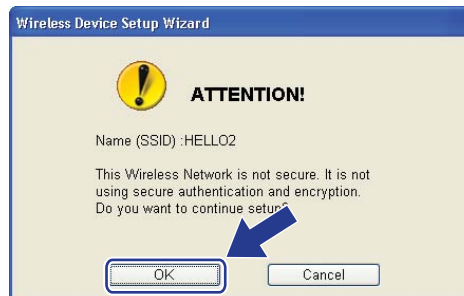 Wireless Device Setup Wizard
ATTENTION!
Name (SSID) :HELLO2
This Wireless Network is not secure. It is not
using secure authentication and encryption.
Do you want to continue setup?
OK
Cancel